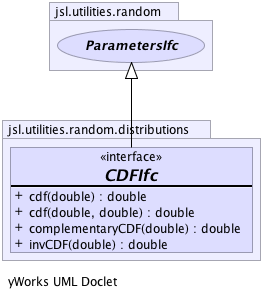 jsl.utilities.random
ParametersIfc
jsl.utilities.random.distributions
«interface»
CDFIfc
+ cdf(double) : double
+ cdf(double, double) : double
+ complementaryCDF(double) : double
+ invCDF(double) : double
yWorks UML Doclet